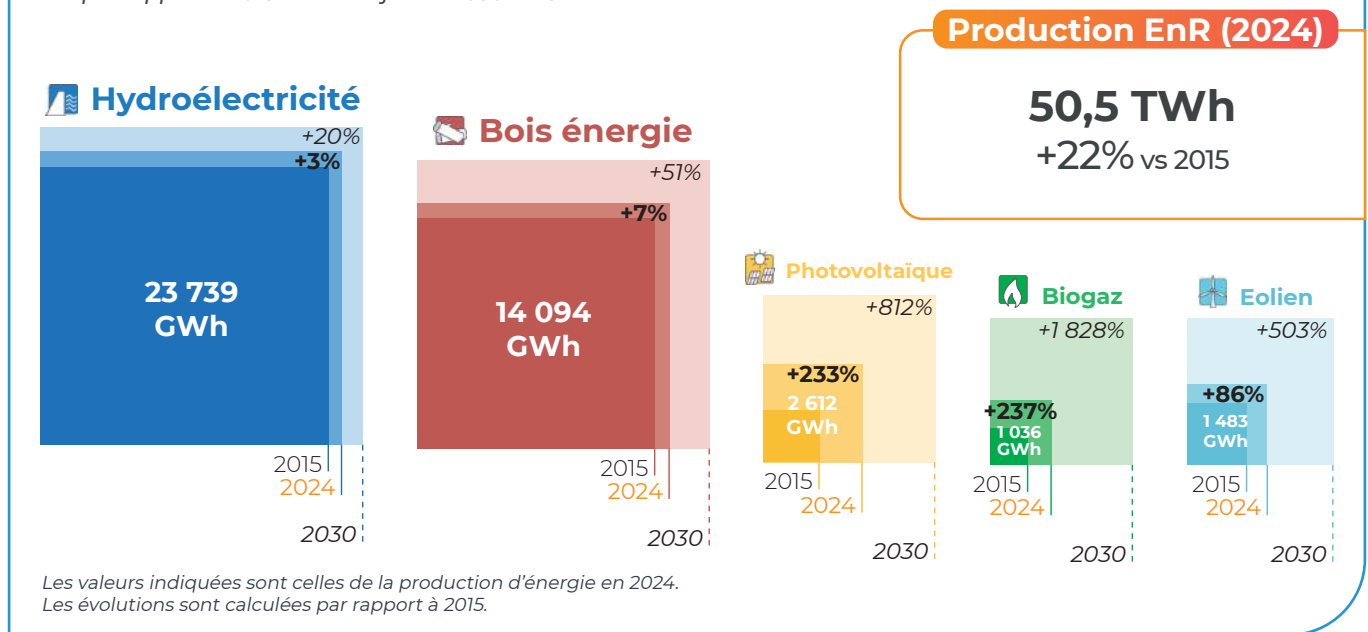 Production EnR (2024)
50,5 TWh
+22% vs 2015
Hydroélectricité
+20%
+3%
23 739
GWh
2015
2024
2030
Bois énergie
+51%
+7%
14 094
GWh
2015
2024
2030
Photovoltaïque
+812%
+233%
2 612
GWh
2015
2024
2030
Biogaz
+1 828%
+237%
1 036
GWh
2015
2024
2030
Eolien
+503%
+86%
1 483
GWh
2015
2024
2030
Les valeurs indiquées sont celles de la production d'énergie en 2024.
Les évolutions sont calculées par rapport à 2015.